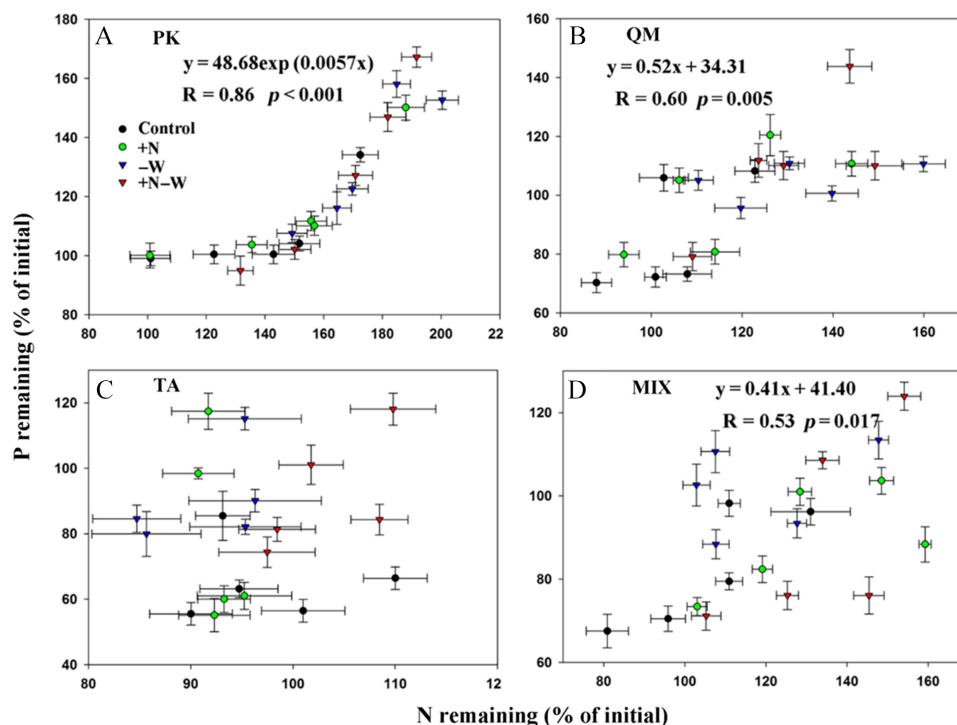 A
PK
y = 48.68exp (0.0057x)
R = 0.86 p < 0.001
Control
+N
−W
+N−W
180
160
140
120
100
80
80 100 120 140 160 180 200 22
B
QM
y = 0.52x + 34.31
R = 0.60 p = 0.005
160
140
120
100
80
60
80 100 120 140 160
C
TA
120
100
80
60
40
80 90 100 110 12
D
MIX
y = 0.41x + 41.40
R = 0.53 p = 0.017
120
100
80
60
80 100 120 140 160
P remaining (% of initial)
N remaining (% of initial)